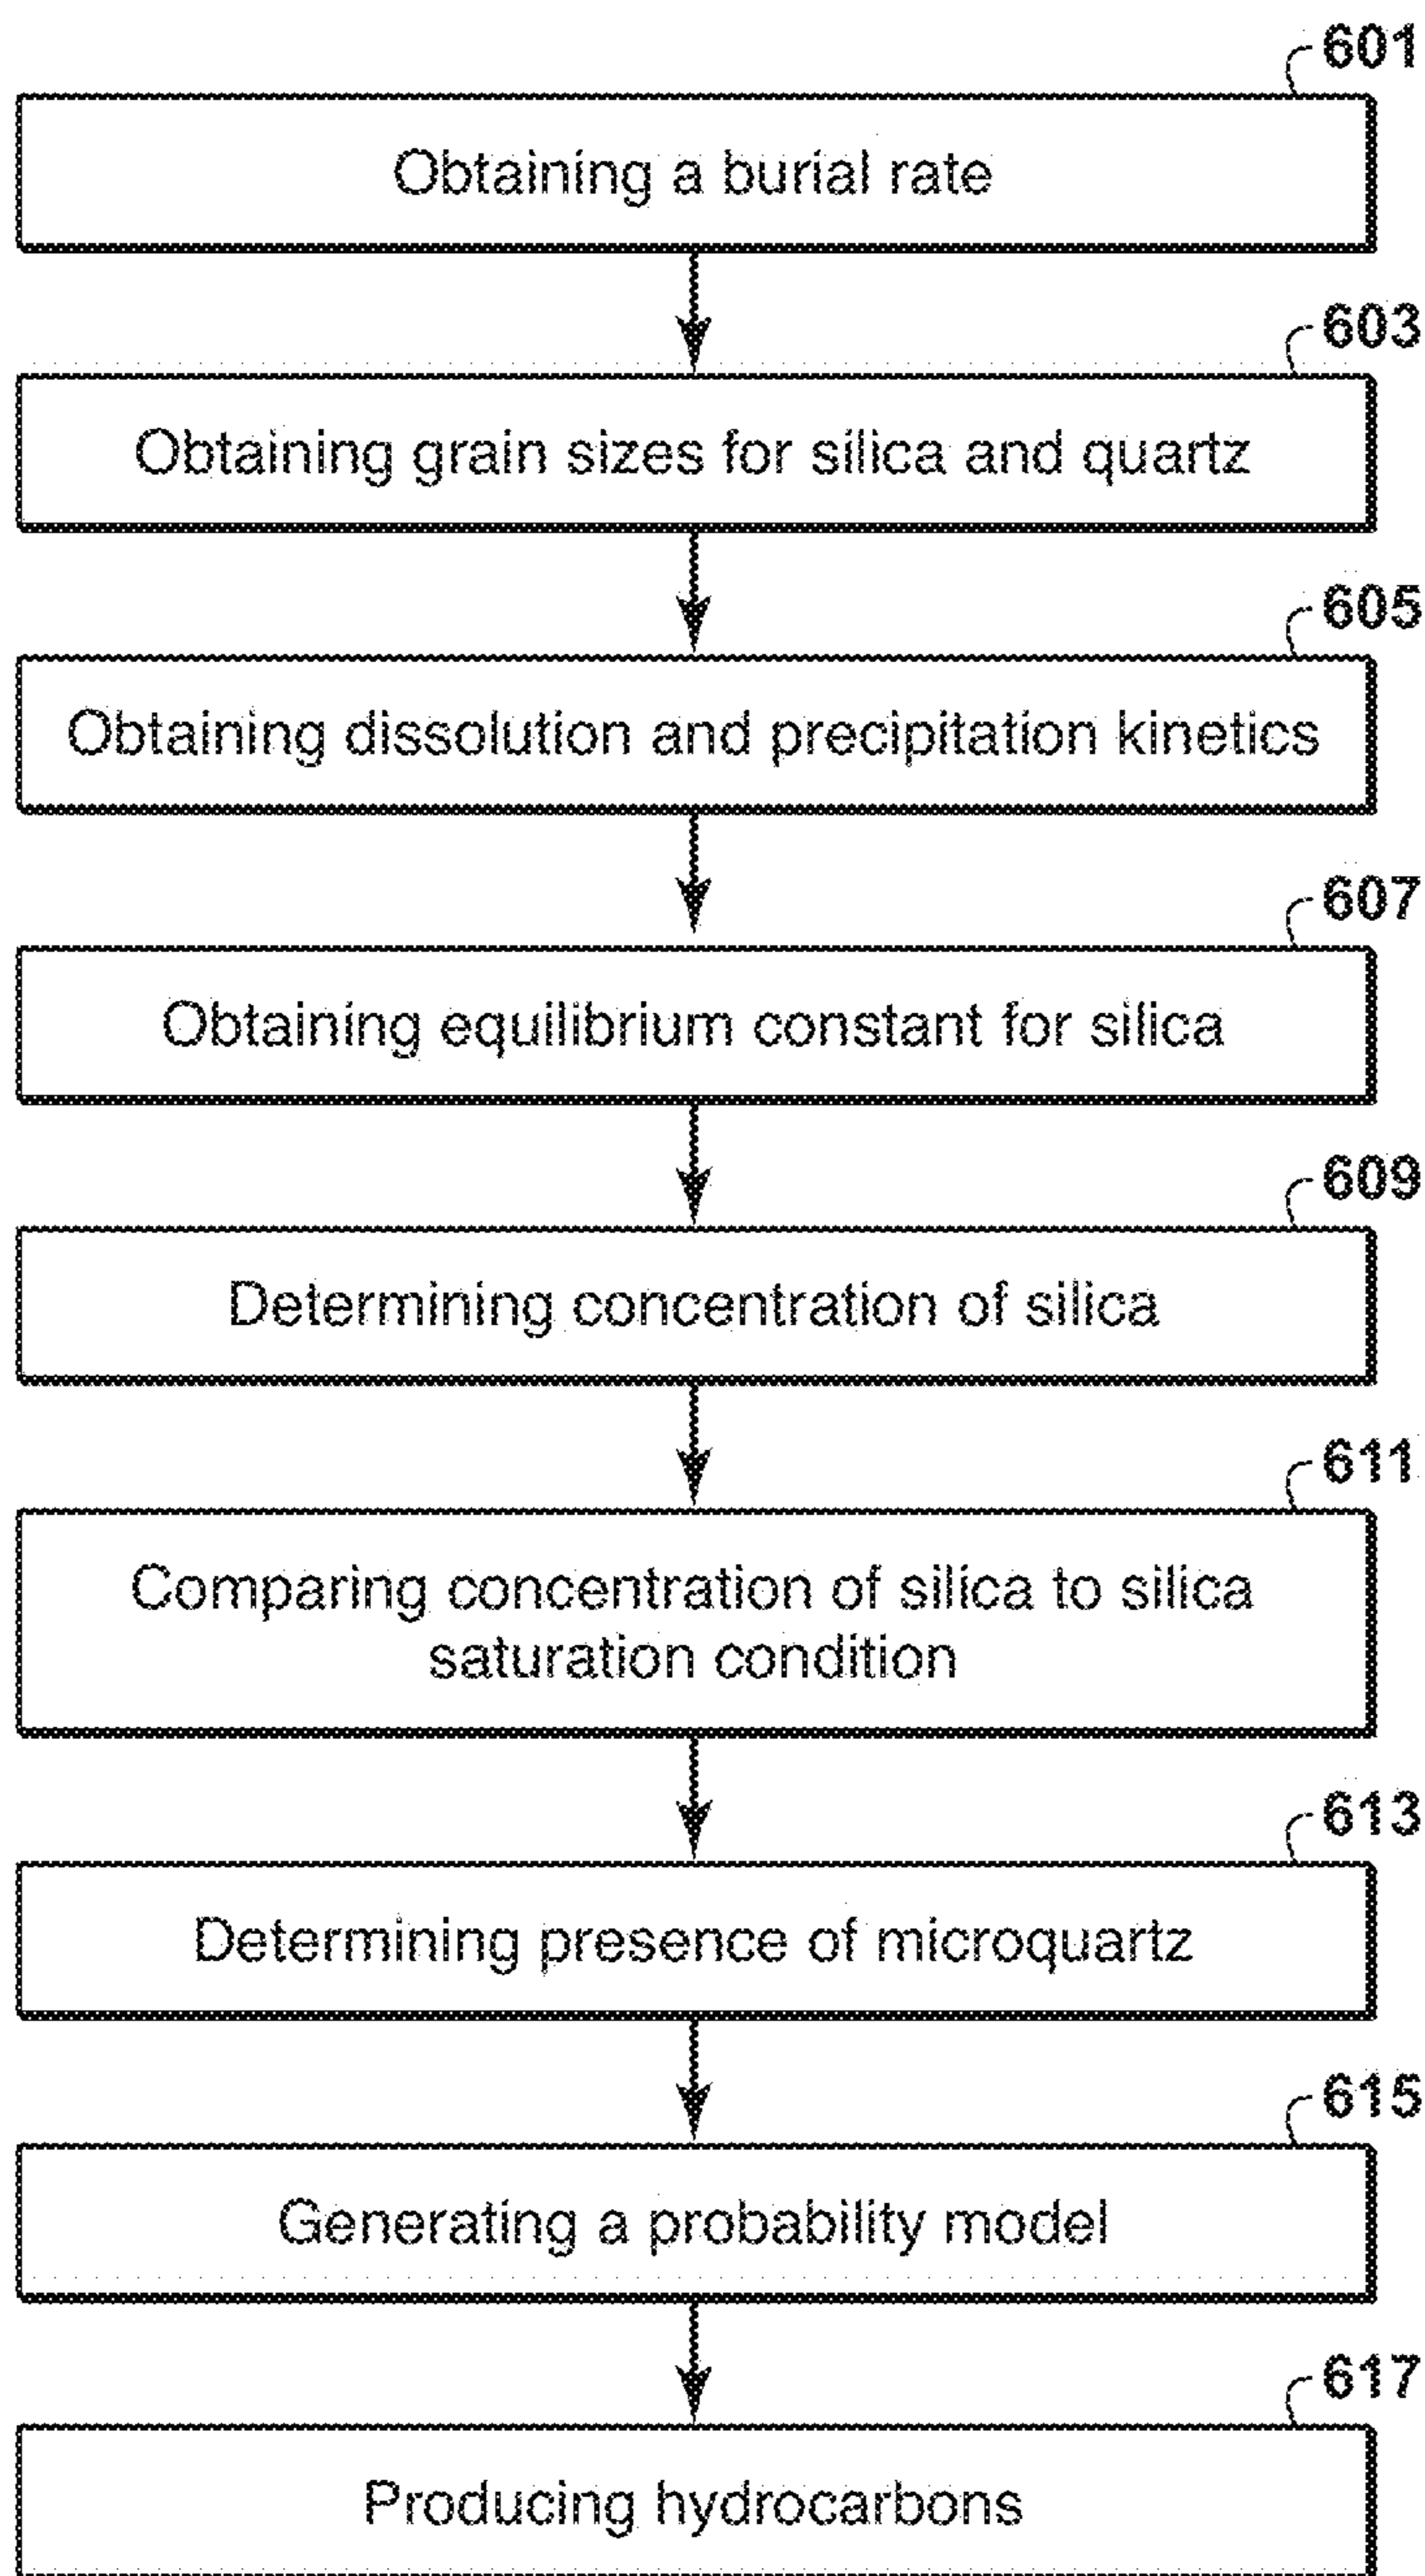 601
Obtaining a burial rate
603
Obtaining grain sizes for silica and quartz
605
Obtaining dissolution and precipitation kinetics
607
Obtaining equilibrium constant for silica
609
Determining concentration of silica
611
Comparing concentration of silica to silica
saturation condition
613
Determining presence of microquartz
615
Generating a probability model
617
Producing hydrocarbons